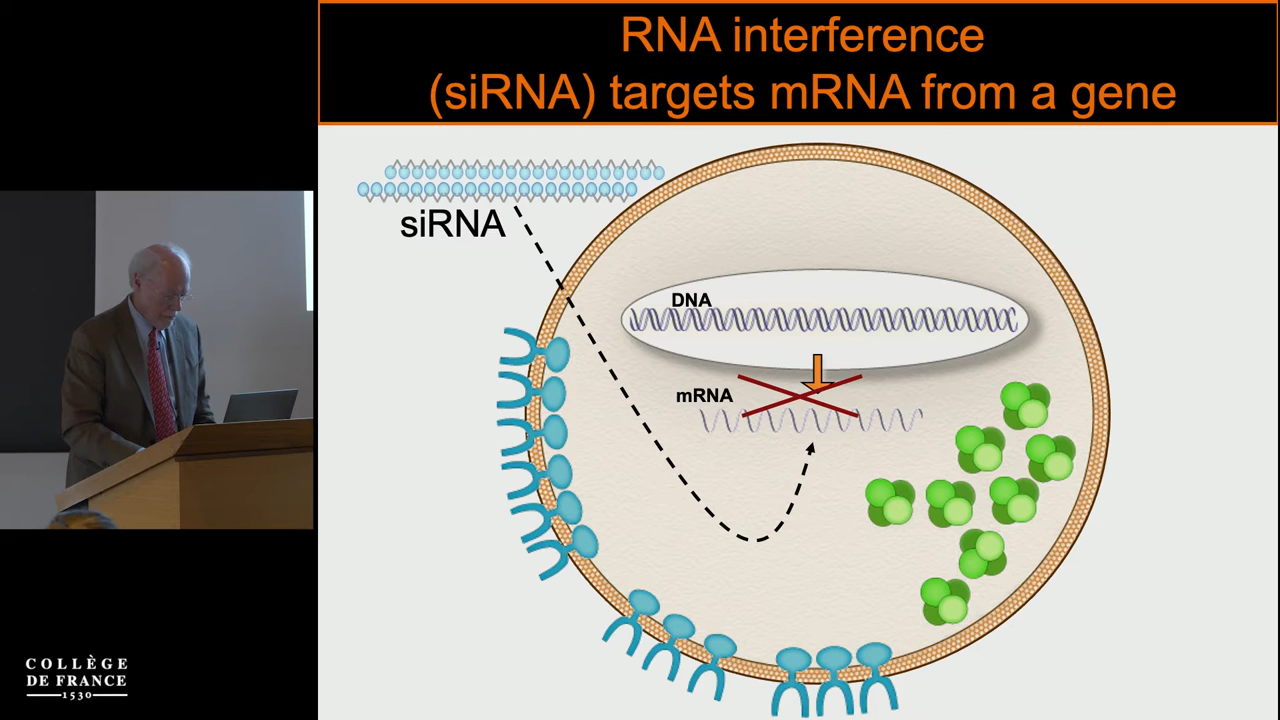 RNA interference
(siRNA) targets mRNA from a gene
siRNA
DNA
mRNA
COLLÈGE
DE FRANCE
1530